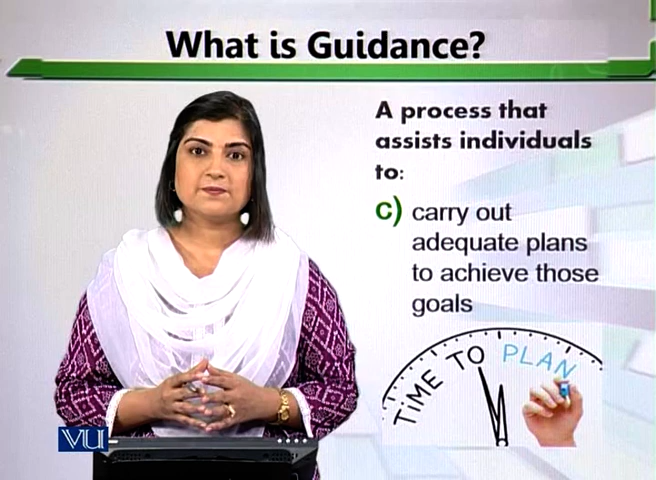 What is Guidance?
A process that
assists individuals
to:
c) carry out
adequate plans
to achieve those
goals
TiME TO PLAN
VU